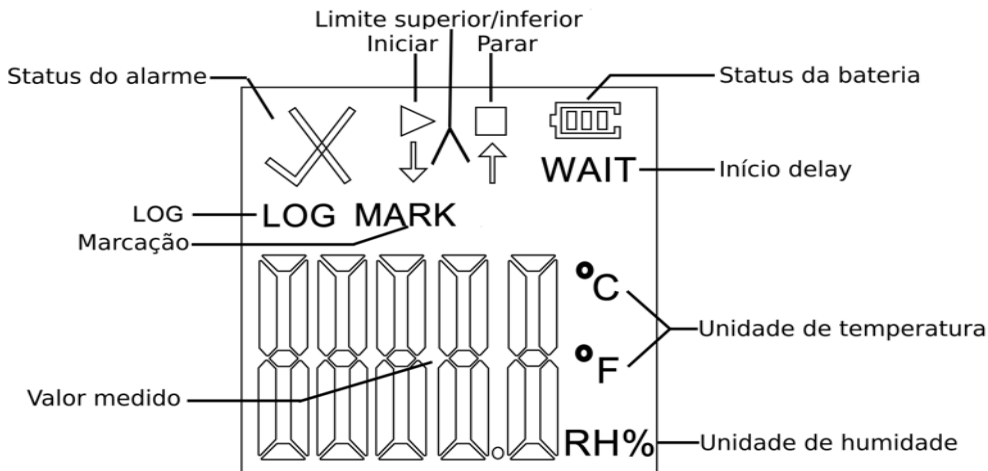 Limite superior/inferior
Iniciar Parar
Status do alarme
Status da bateria
WAIT
Início delay
LOG
LOG MARK
Marcação
°C
Unidade de temperatura
°F
Valor medido
RH%
Unidade de humidade